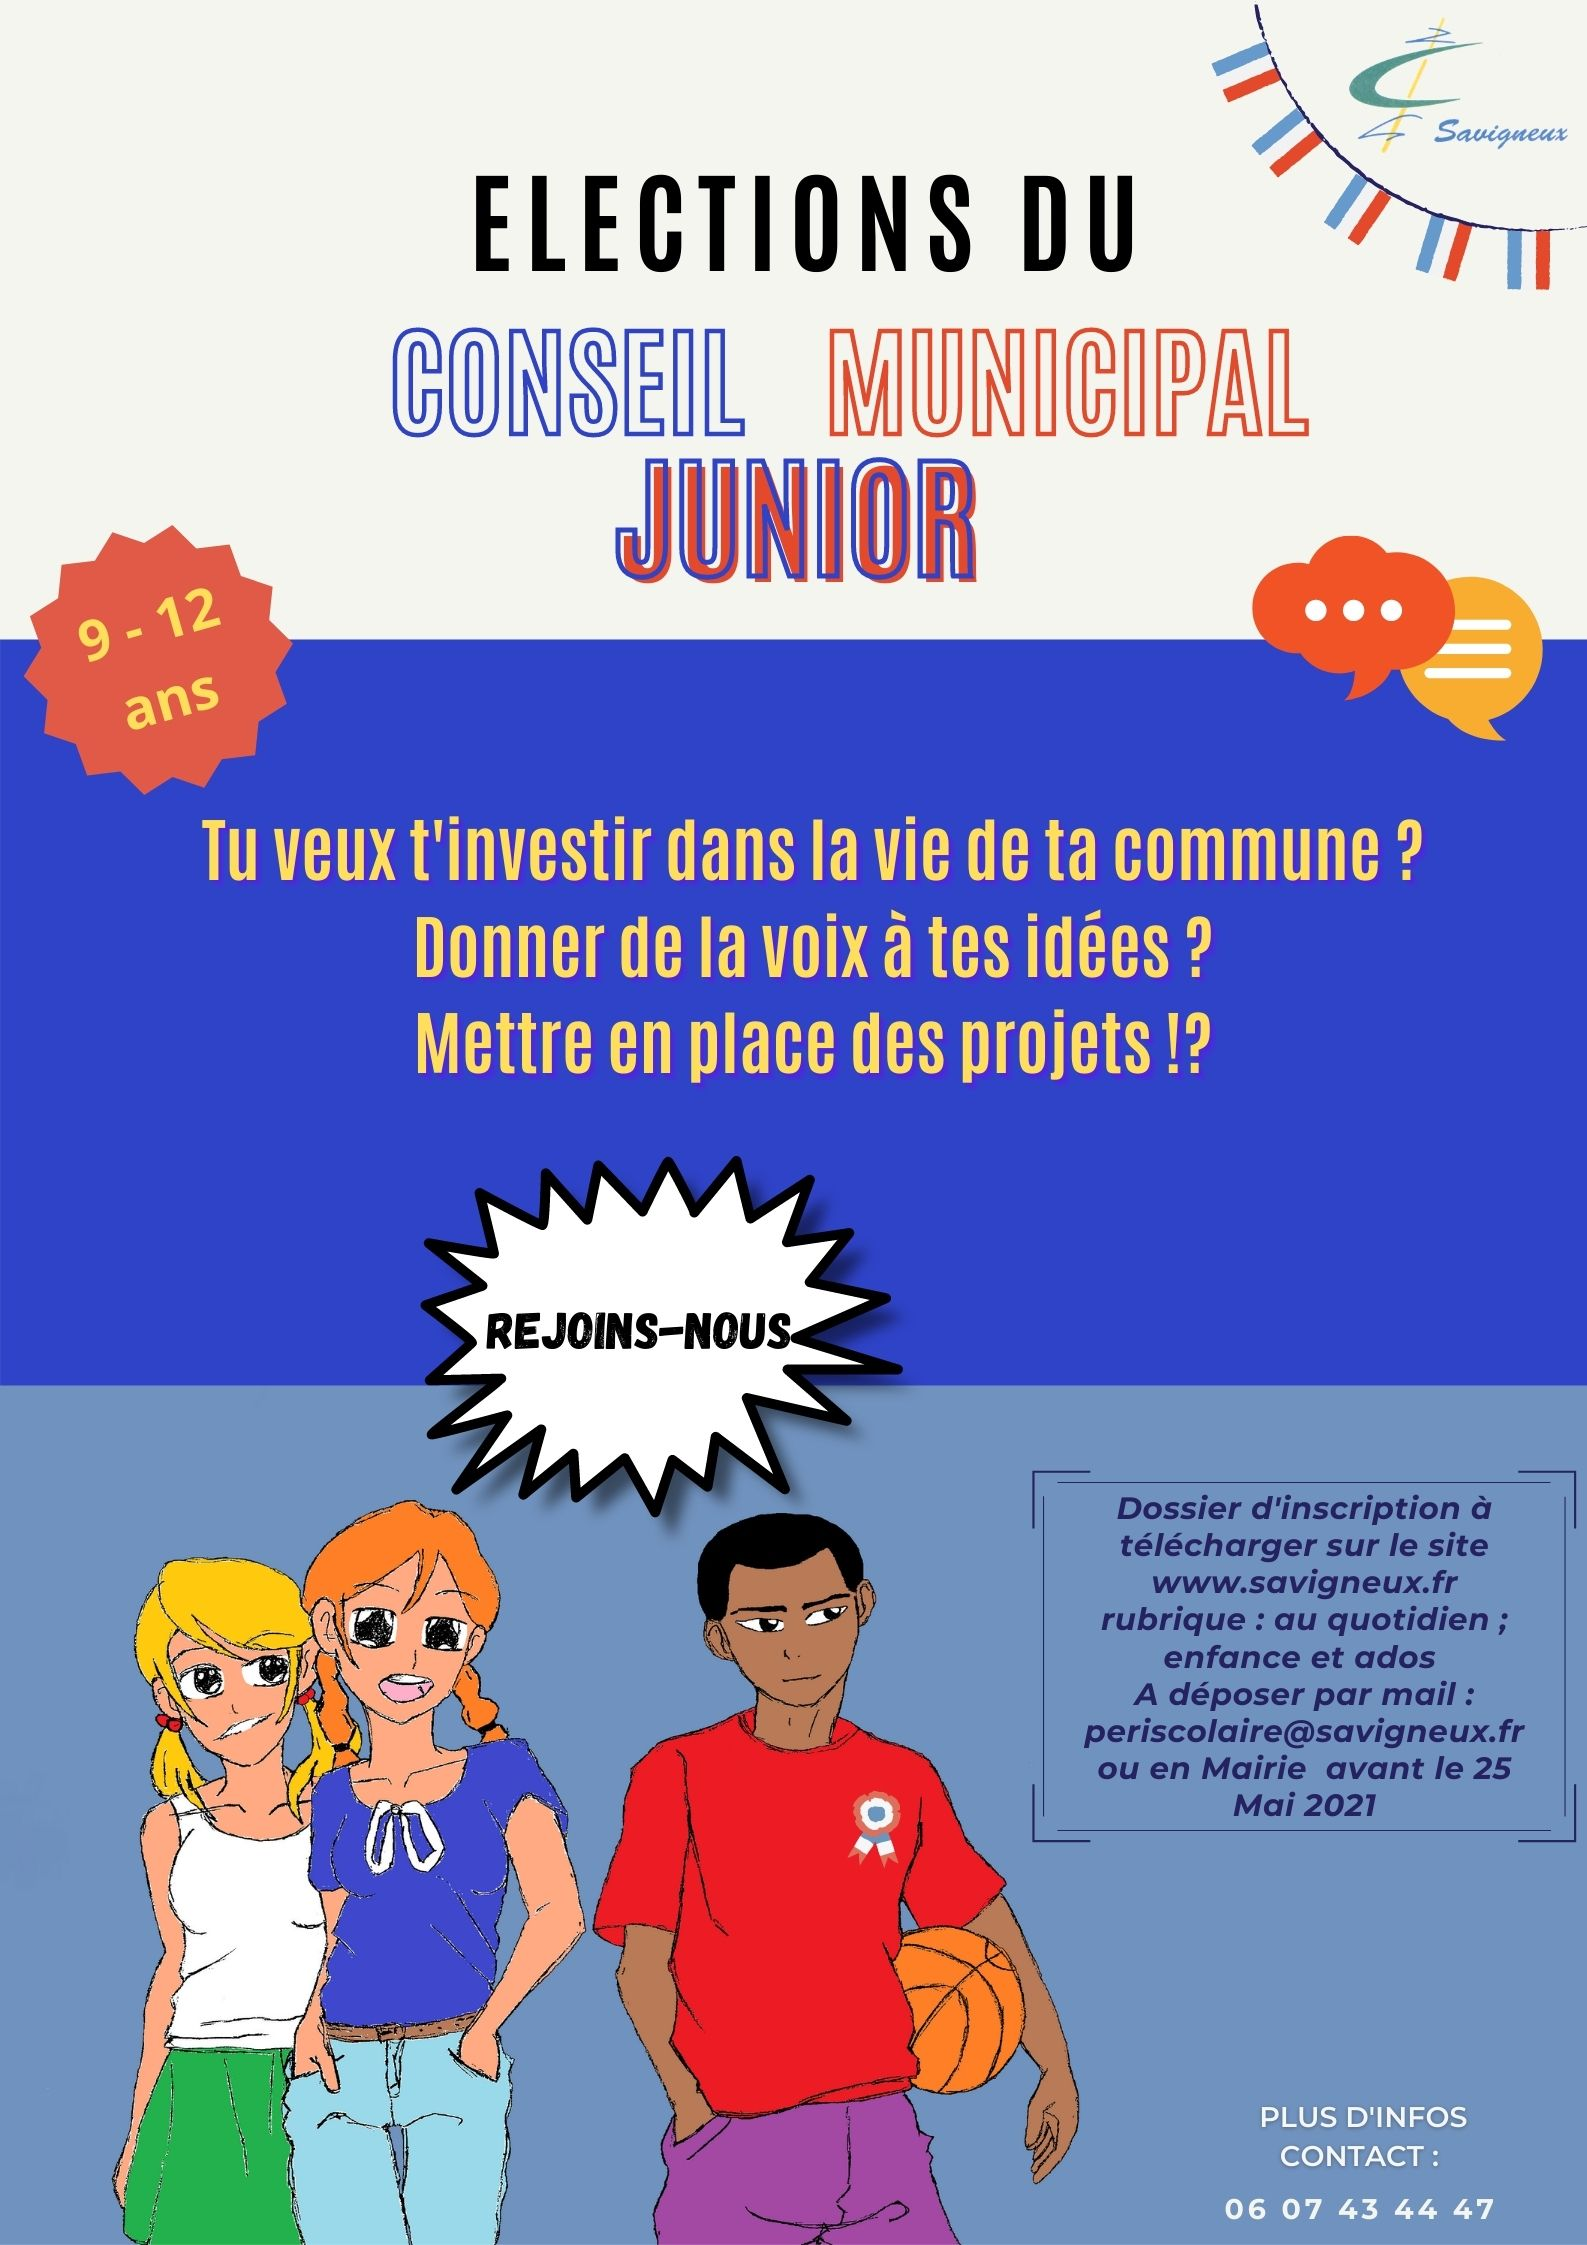 Savigneux
ELECTIONS DU
CONSEIL MUNICIPAL
JUNIOR
9 - 12
ans
Tu veux t'investir dans la vie de ta commune ?
Donner de la voix à tes idées ?
Mettre en place des projets !?
REJOINS-NOUS
Dossier d'inscription à
télécharger sur le site
www.savigneux.fr
rubrique : au quotidien ;
enfance et ados
A déposer par mail :
periscolaire@savigneux.fr
ou en Mairie avant le 25
Mai 2021
PLUS D'INFOS
CONTACT :
06 07 43 44 47